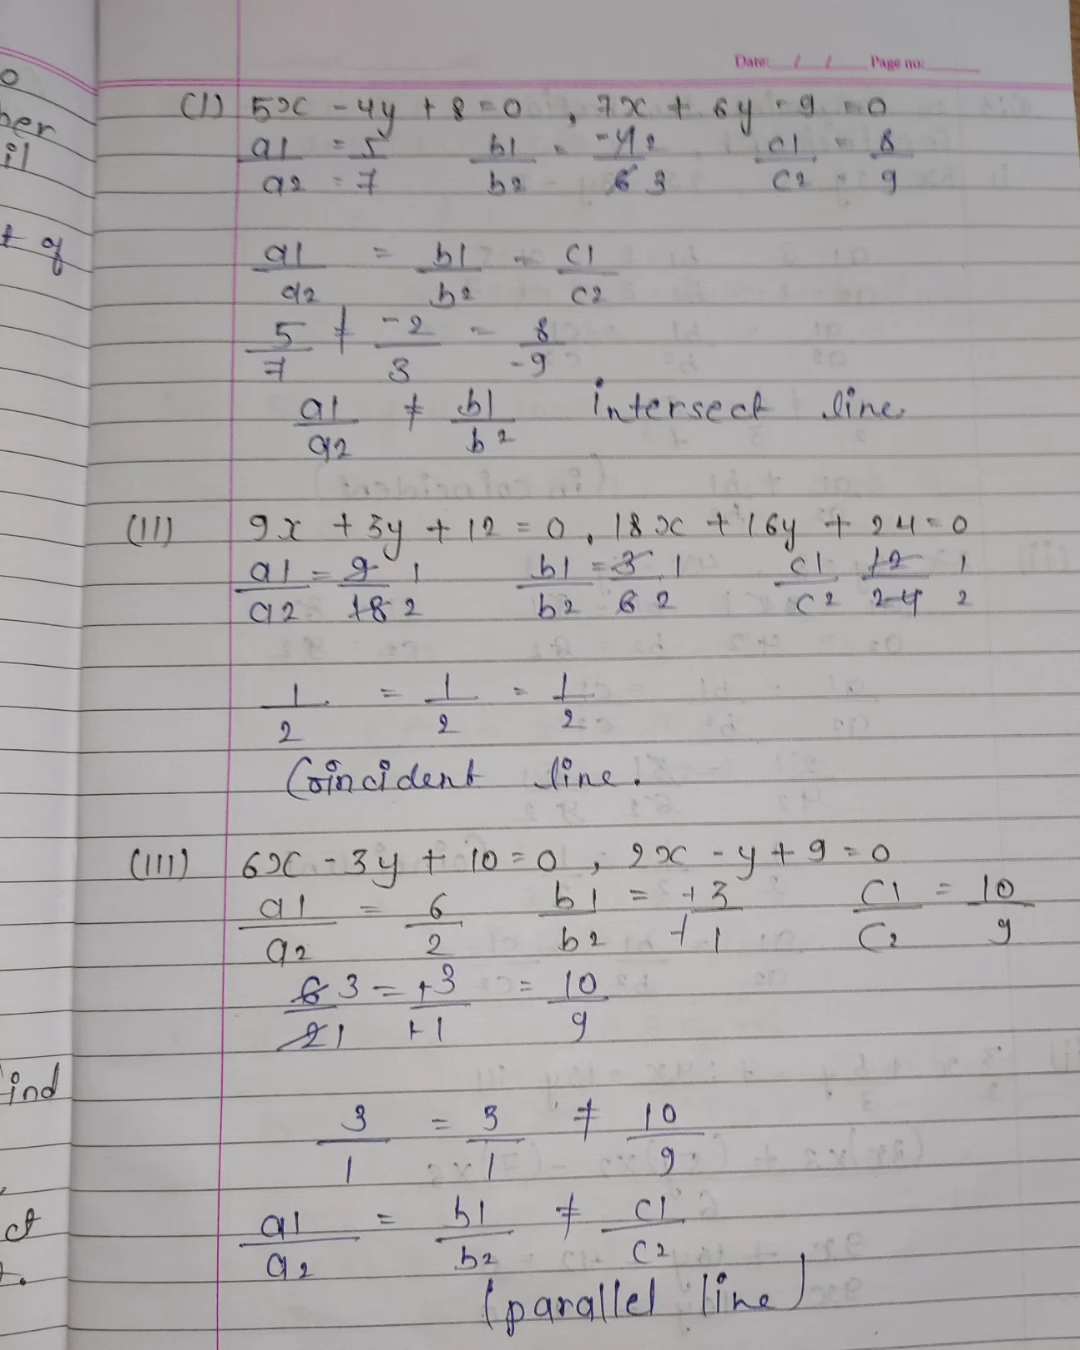 o
her
il
t of
ind
ct
Date: / / Page no:
(I) 5x - 4y + 8 = 0 , 7x + 6y - 9 = 0
a1 = 5 b1 = -4 2 a1 = 8
a2 = 7 b2 6 3 c2 = 9
a1 = b1 = c1
a2 b2 c2
5 ≠ -2 = 8
7 3 -9
a1 ≠ b1 intersect line
a2 b2
(II) 9x + 3y + 12 = 0 , 18x + 16y + 24 = 0
a1 = 9 1 b1 = 3 1 c1 12 1
a2 18 2 b2 6 2 c2 24 2
1 = 1 = 1
2 2 2
Coincident line.
(III) 6x - 3y + 10 = 0 , 2x - y + 9 = 0
a1 = 6 b1 = +3 C1 = 10
a2 2 b2 +1 C2 9
6 3 = +3 = 10
2 1 +1 9
3 = 3 ≠ 10
1 1 9
a1 = b1 ≠ c1
a2 b2 c2
(parallel line)